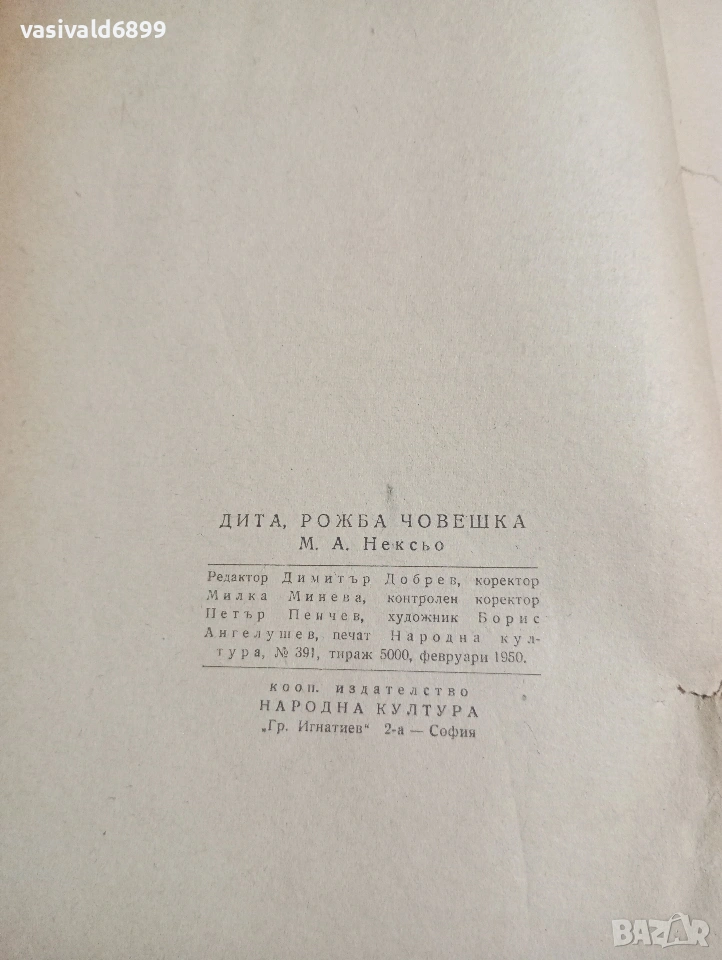 vasivald6899
ДИТА, РОЖБА ЧОВЕШКА
М. А. Нексьо
Редактор Димитър Добрев, коректор
Милка Минева, контролен коректор
Петър Пенчев, художник Борис
Ангелушев, печат Народна кул-
тура, № 391, тираж 5000, февруари 1950.
кооп. издателство
НАРОДНА КУЛТУРА
„Гр. Игнатиев“ 2-а — София
BAZAR